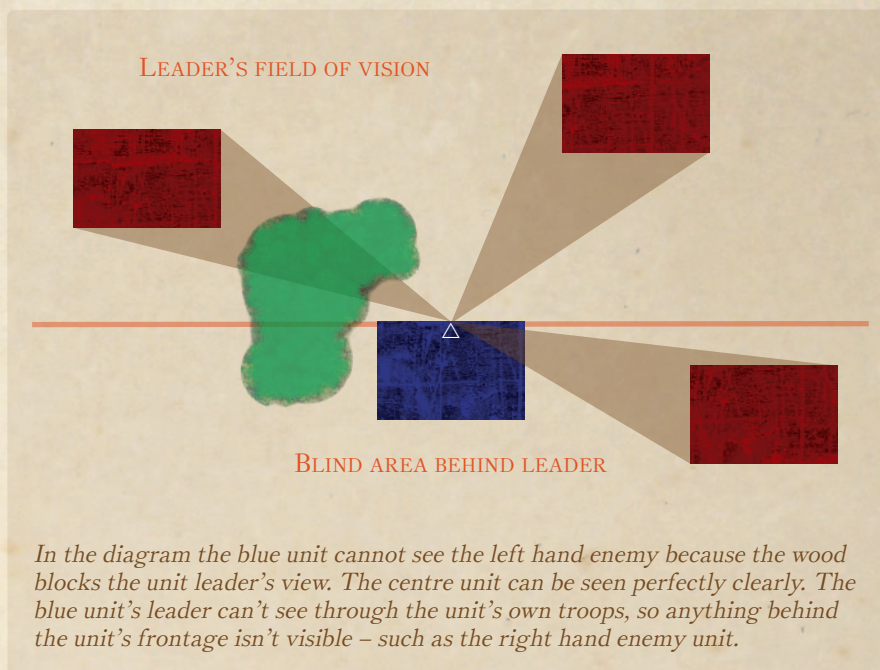 Leader's field of vision
Blind area behind leader
In the diagram the blue unit cannot see the left hand enemy because the wood
blocks the unit leader's view. The centre unit can be seen perfectly clearly. The
blue unit's leader can't see through the unit's own troops, so anything behind
the unit's frontage isn't visible – such as the right hand enemy unit.